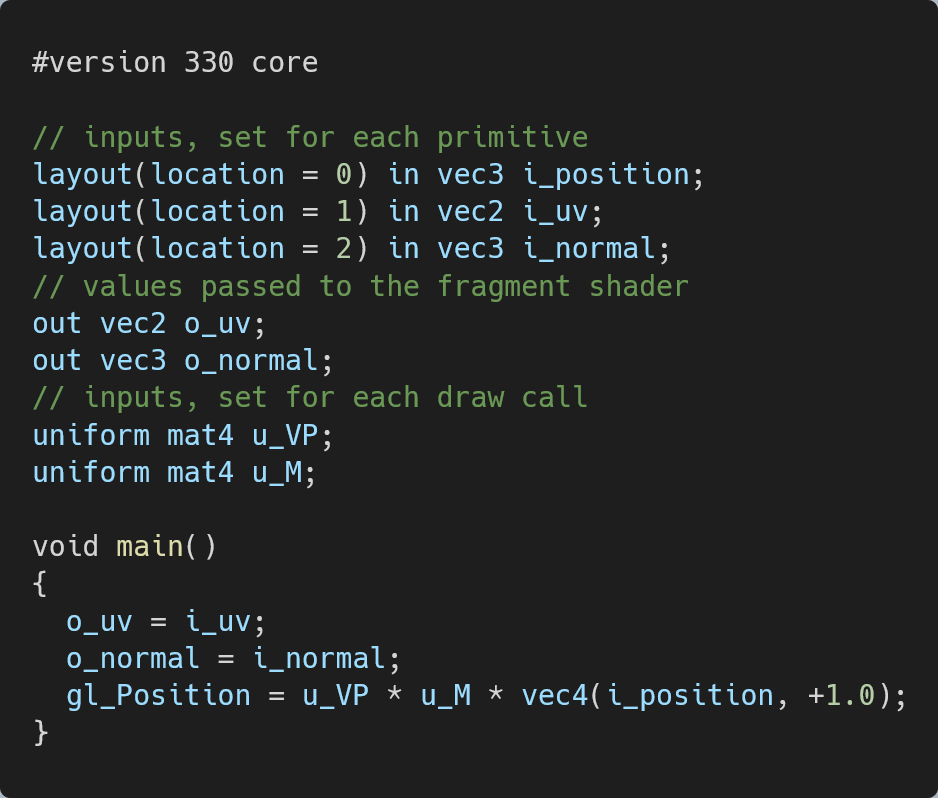 #version 330 core
// inputs, set for each primitive
layout(location = 0) in vec3 i_position;
layout(location = 1) in vec2 i_uv;
layout(location = 2) in vec3 i_normal;
// values passed to the fragment shader
out vec2 o_uv;
out vec3 o_normal;
// inputs, set for each draw call
uniform mat4 u_VP;
uniform mat4 u_M;
void main()
{
  o_uv = i_uv;
  o_normal = i_normal;
  gl_Position = u_VP * u_M * vec4(i_position, +1.0);
}